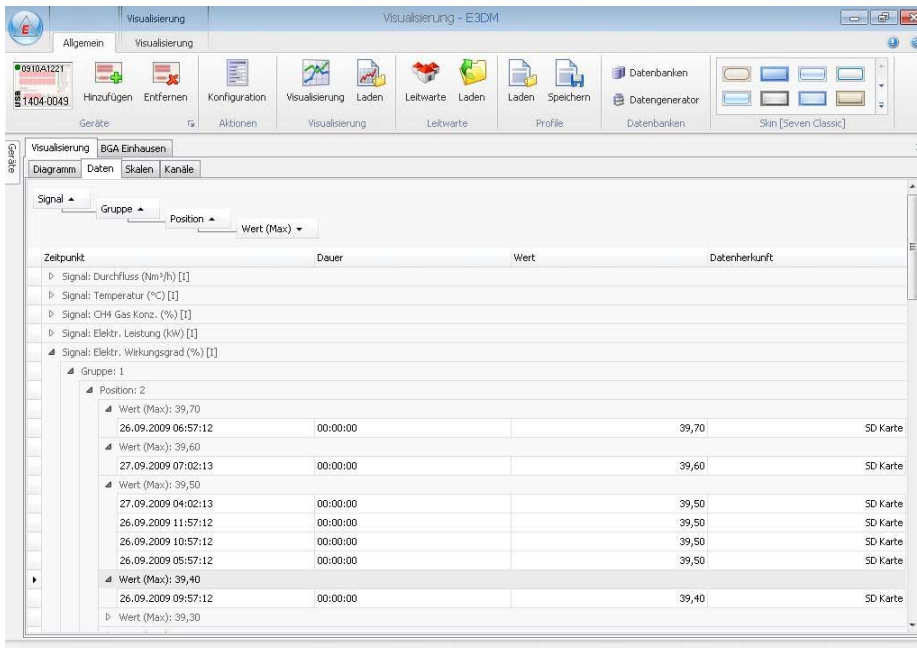 Visualisierung
Visualisierung - E3DM
Allgemein Visualisierung
0910A1221
1404-0049
Hinzufügen Entfernen Konfiguration Visualisierung Laden Leitwarte Laden Laden Speichern Datenbanken
Datengenerator
Geräte Aktionen Visualisierung Leitwarte Profile Datenbanken Skin [Seven Classic]
Geräte
Visualisierung BGA Einhausen
Diagramm Daten Skalen Kanäle
Signal
Gruppe
Position
Wert (Max)
Zeitpunkt Dauer Wert Datenherkunft
Signal: Durchfluss (Nm³/h) [I]
Signal: Temperatur (°C) [I]
Signal: CH4 Gas Konz. (%) [I]
Signal: Elektr. Leistung (kW) [I]
Signal: Elektr. Wirkungsgrad (%) [I]
Gruppe: 1
Position: 2
Wert (Max): 39,70
26.09.2009 06:57:12 00:00:00 39,70 SD Karte
Wert (Max): 39,60
27.09.2009 07:02:13 00:00:00 39,60 SD Karte
Wert (Max): 39,50
27.09.2009 04:02:13 00:00:00 39,50 SD Karte
26.09.2009 11:57:12 00:00:00 39,50 SD Karte
26.09.2009 10:57:12 00:00:00 39,50 SD Karte
26.09.2009 05:57:12 00:00:00 39,50 SD Karte
Wert (Max): 39,40
26.09.2009 09:57:12 00:00:00 39,40 SD Karte
Wert (Max): 39,30